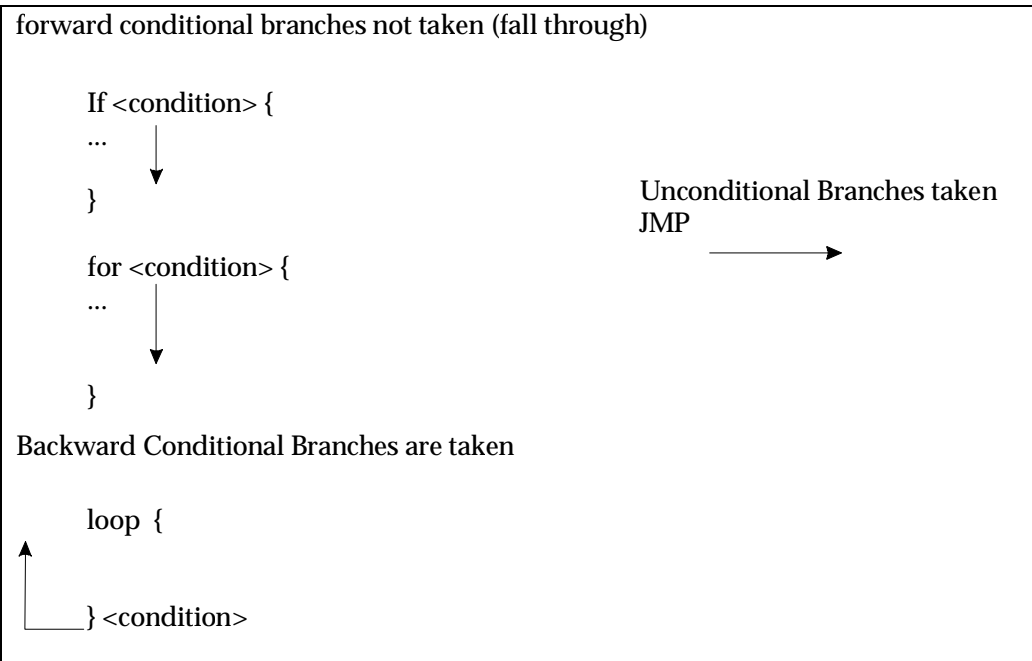 forward conditional branches not taken (fall through)
If <condition> {
...
}
for <condition> {
...
}
Unconditional Branches taken
JMP
Backward Conditional Branches are taken
loop {
} <condition>